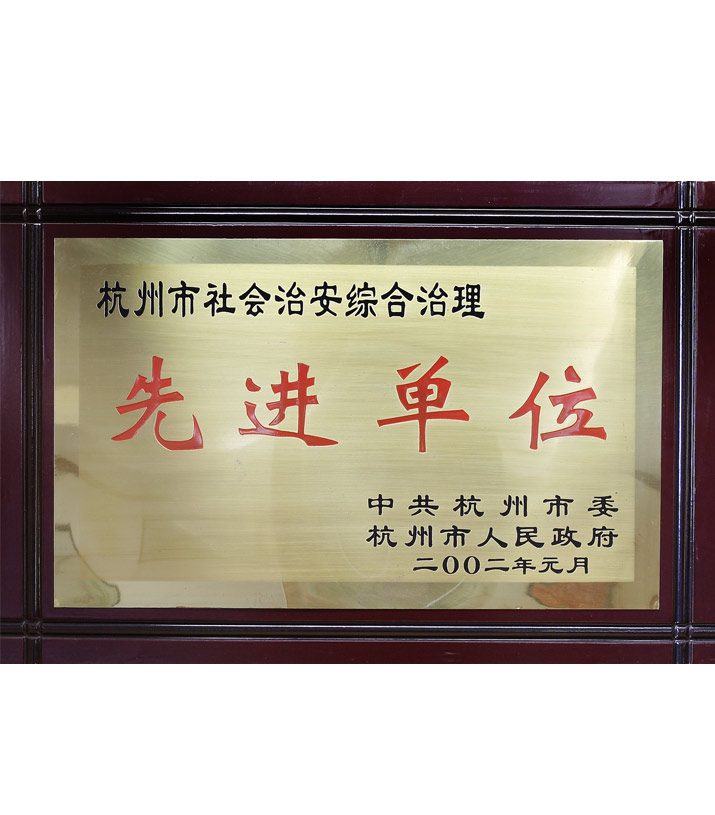 杭州市社会治安综合治理
先进单位
中共杭州市委
杭州市人民政府
二00二年元月